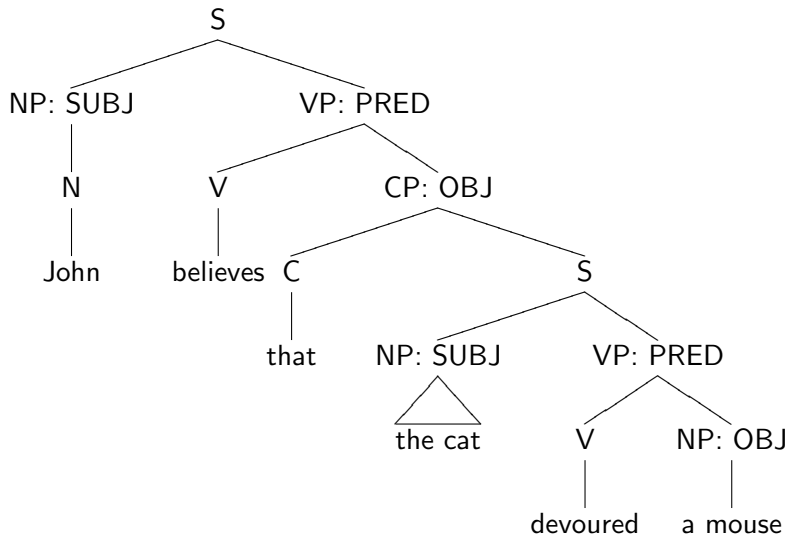 S
NP: SUBJ VP: PRED
N V CP: OBJ
John believes C S
that NP: SUBJ VP: PRED
the cat V NP: OBJ
devoured a mouse